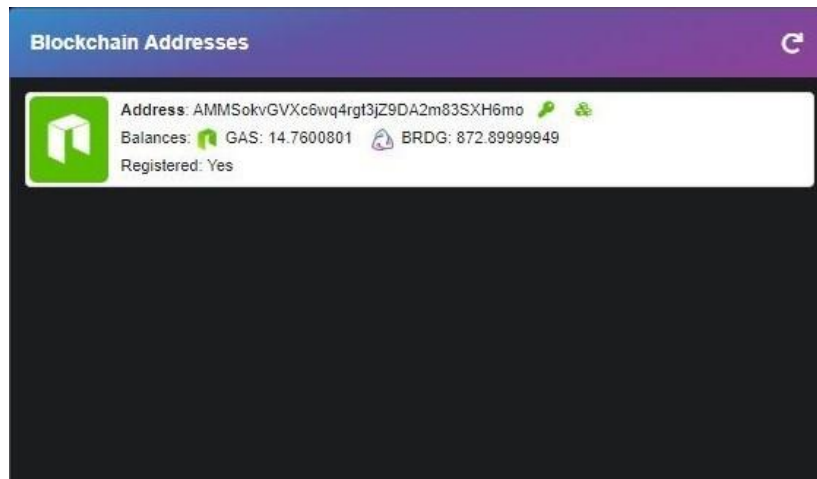 Blockchain Addresses
Address: AMMSokvGVXc6wq4rgt3jZ9DA2m83SXH6mo
Balances: GAS: 14.7600801 BRDG: 872.89999949
Registered: Yes